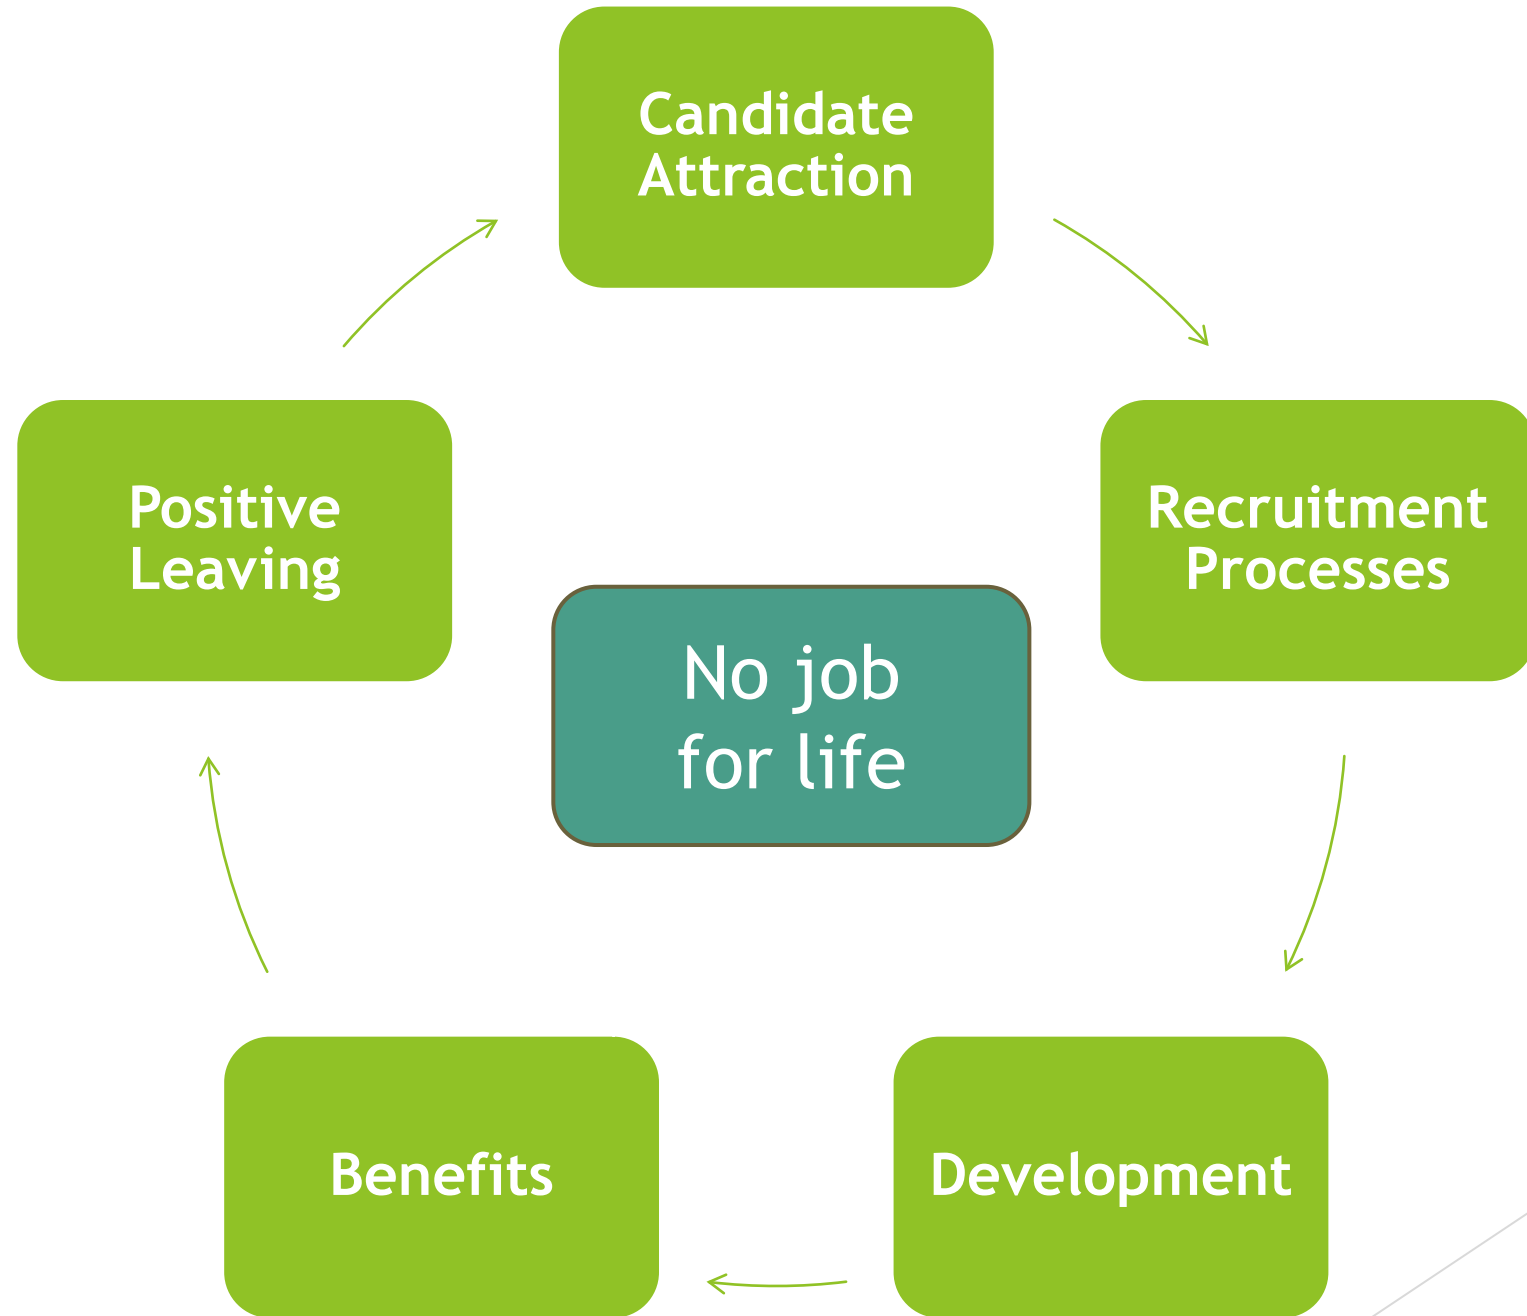 Candidate
Attraction
Recruitment
Processes
Development
Benefits
Positive
Leaving
No job
for life